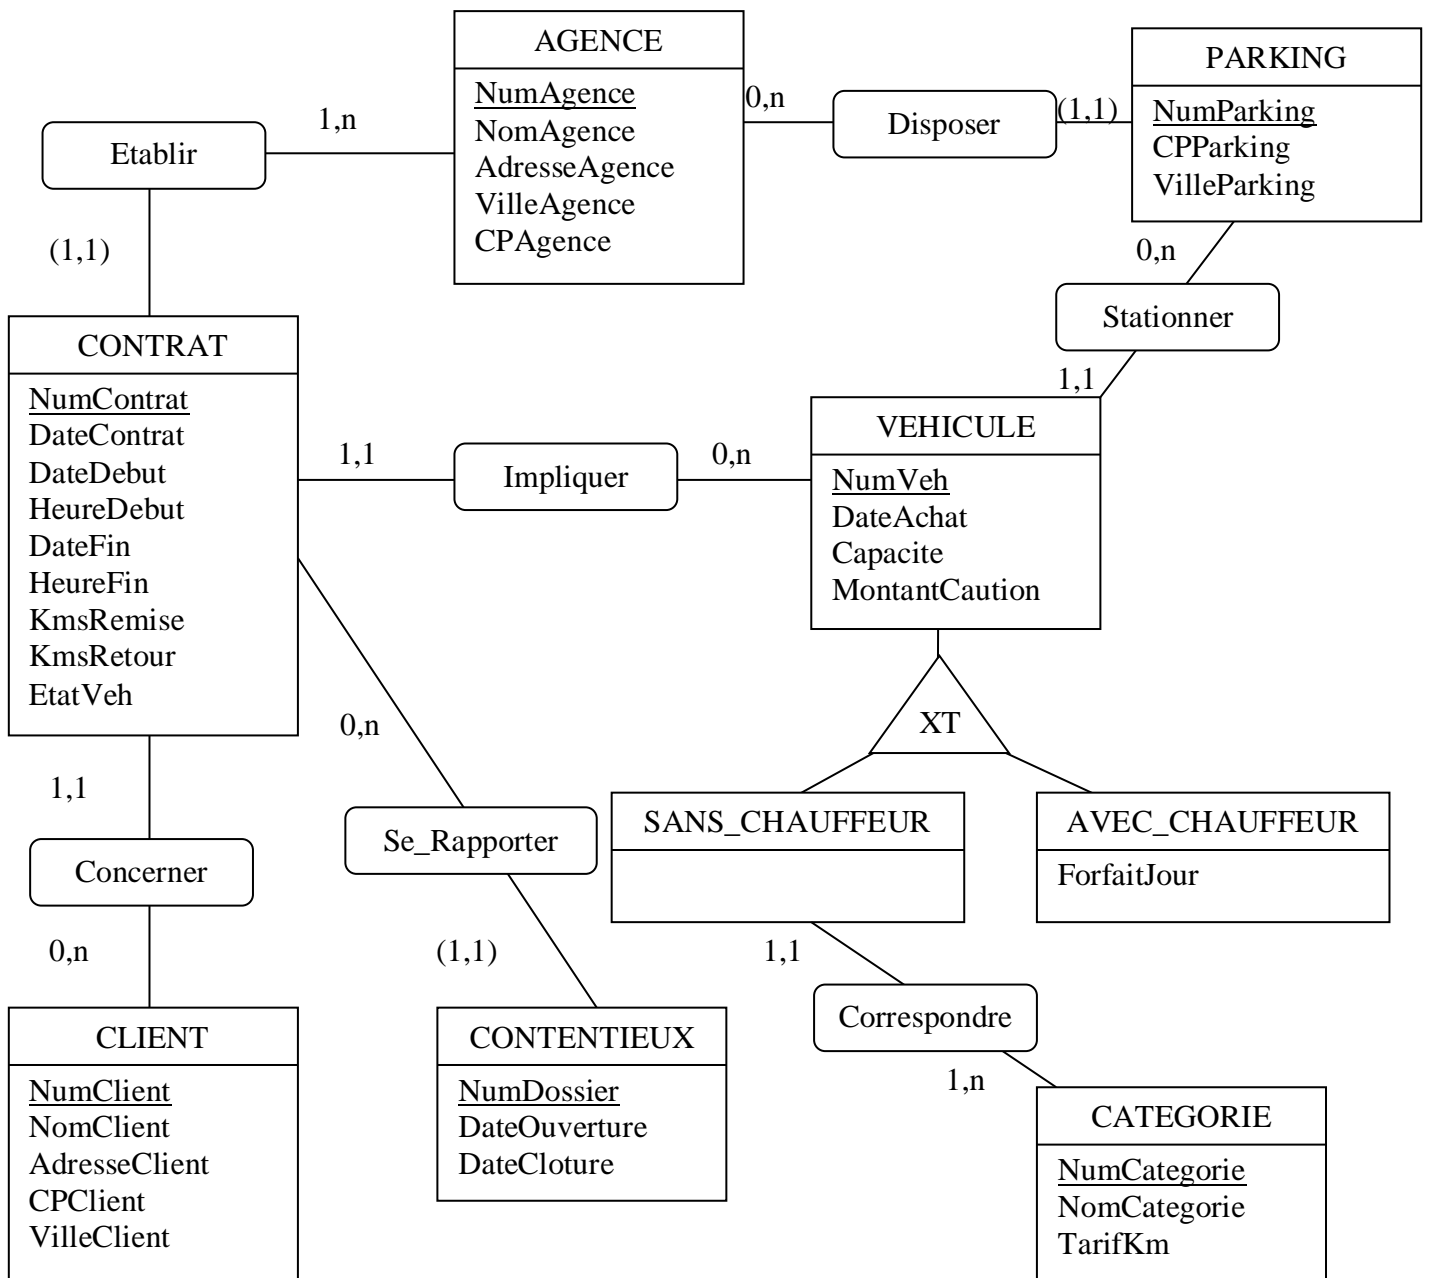 AGENCE
NumAgence
NomAgence
AdresseAgence
VilleAgence
CPAgence
PARKING
NumParking
CPParking
VilleParking
0,n
Disposer
(1,1)
1,n
Etablir
(1,1)
0,n
Stationner
1,1
CONTRAT
NumContrat
DateContrat
DateDebut
HeureDebut
DateFin
HeureFin
KmsRemise
KmsRetour
EtatVeh
1,1
Impliquer
0,n
VEHICULE
NumVeh
DateAchat
Capacite
MontantCaution
XT
0,n
1,1
Se_Rapporter
SANS_CHAUFFEUR
AVEC_CHAUFFEUR
ForfaitJour
Concerner
0,n
(1,1)
1,1
Correspondre
1,n
CLIENT
NumClient
NomClient
AdresseClient
CPClient
VilleClient
CONTENTIEUX
NumDossier
DateOuverture
DateCloture
CATEGORIE
NumCategorie
NomCategorie
TarifKm